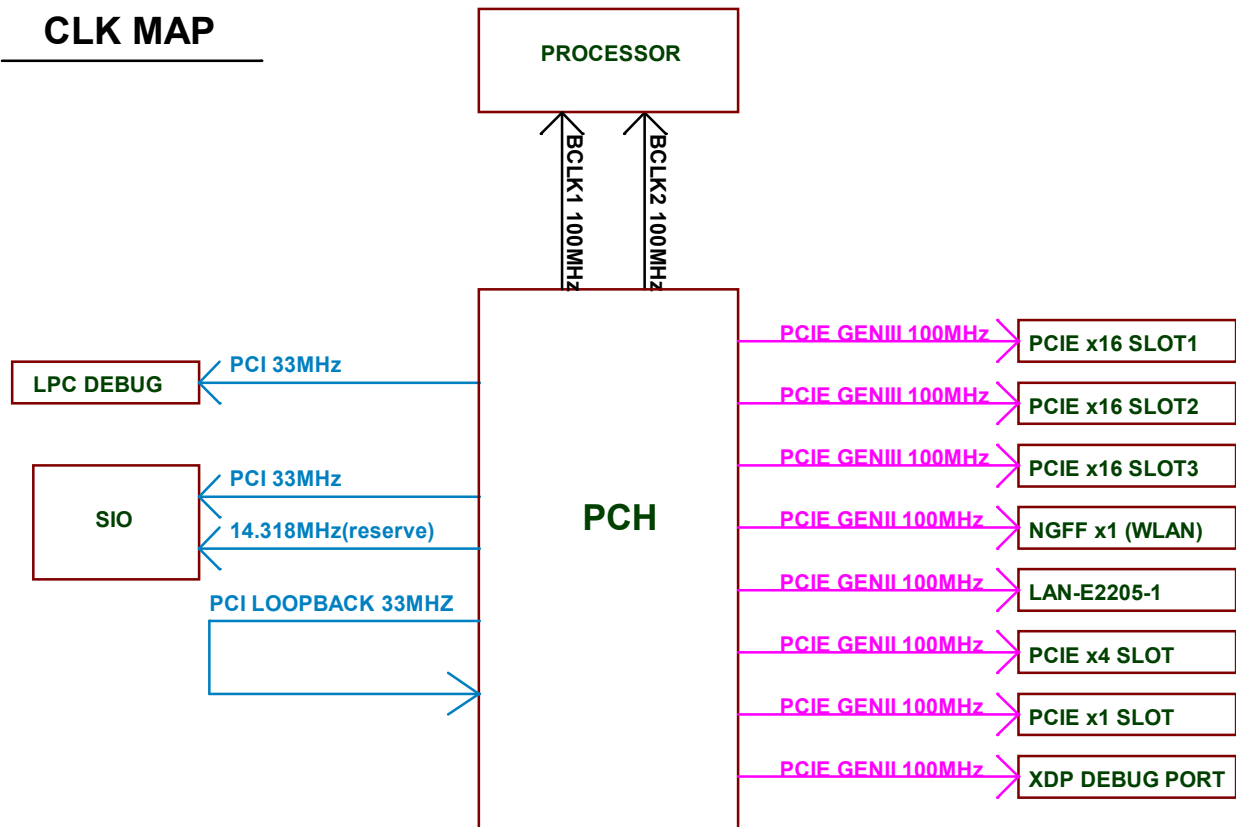 CLK MAP
PROCESSOR
BCLK1 100MHz
BCLK2 100MHz
PCIE GENIII 100MHz
PCIE x16 SLOT1
PCI 33MHz
LPC DEBUG
PCIE GENIII 100MHz
PCIE x16 SLOT2
PCIE GENIII 100MHz
PCIE x16 SLOT3
PCI 33MHz
SIO
PCH
14.318MHz(reserve)
PCIE GENII 100MHz
NGFF x1 (WLAN)
PCIE GENII 100MHz
LAN-E2205-1
PCI LOOPBACK 33MHZ
PCIE GENII 100MHz
PCIE x4 SLOT
PCIE GENII 100MHz
PCIE x1 SLOT
PCIE GENII 100MHz
XDP DEBUG PORT